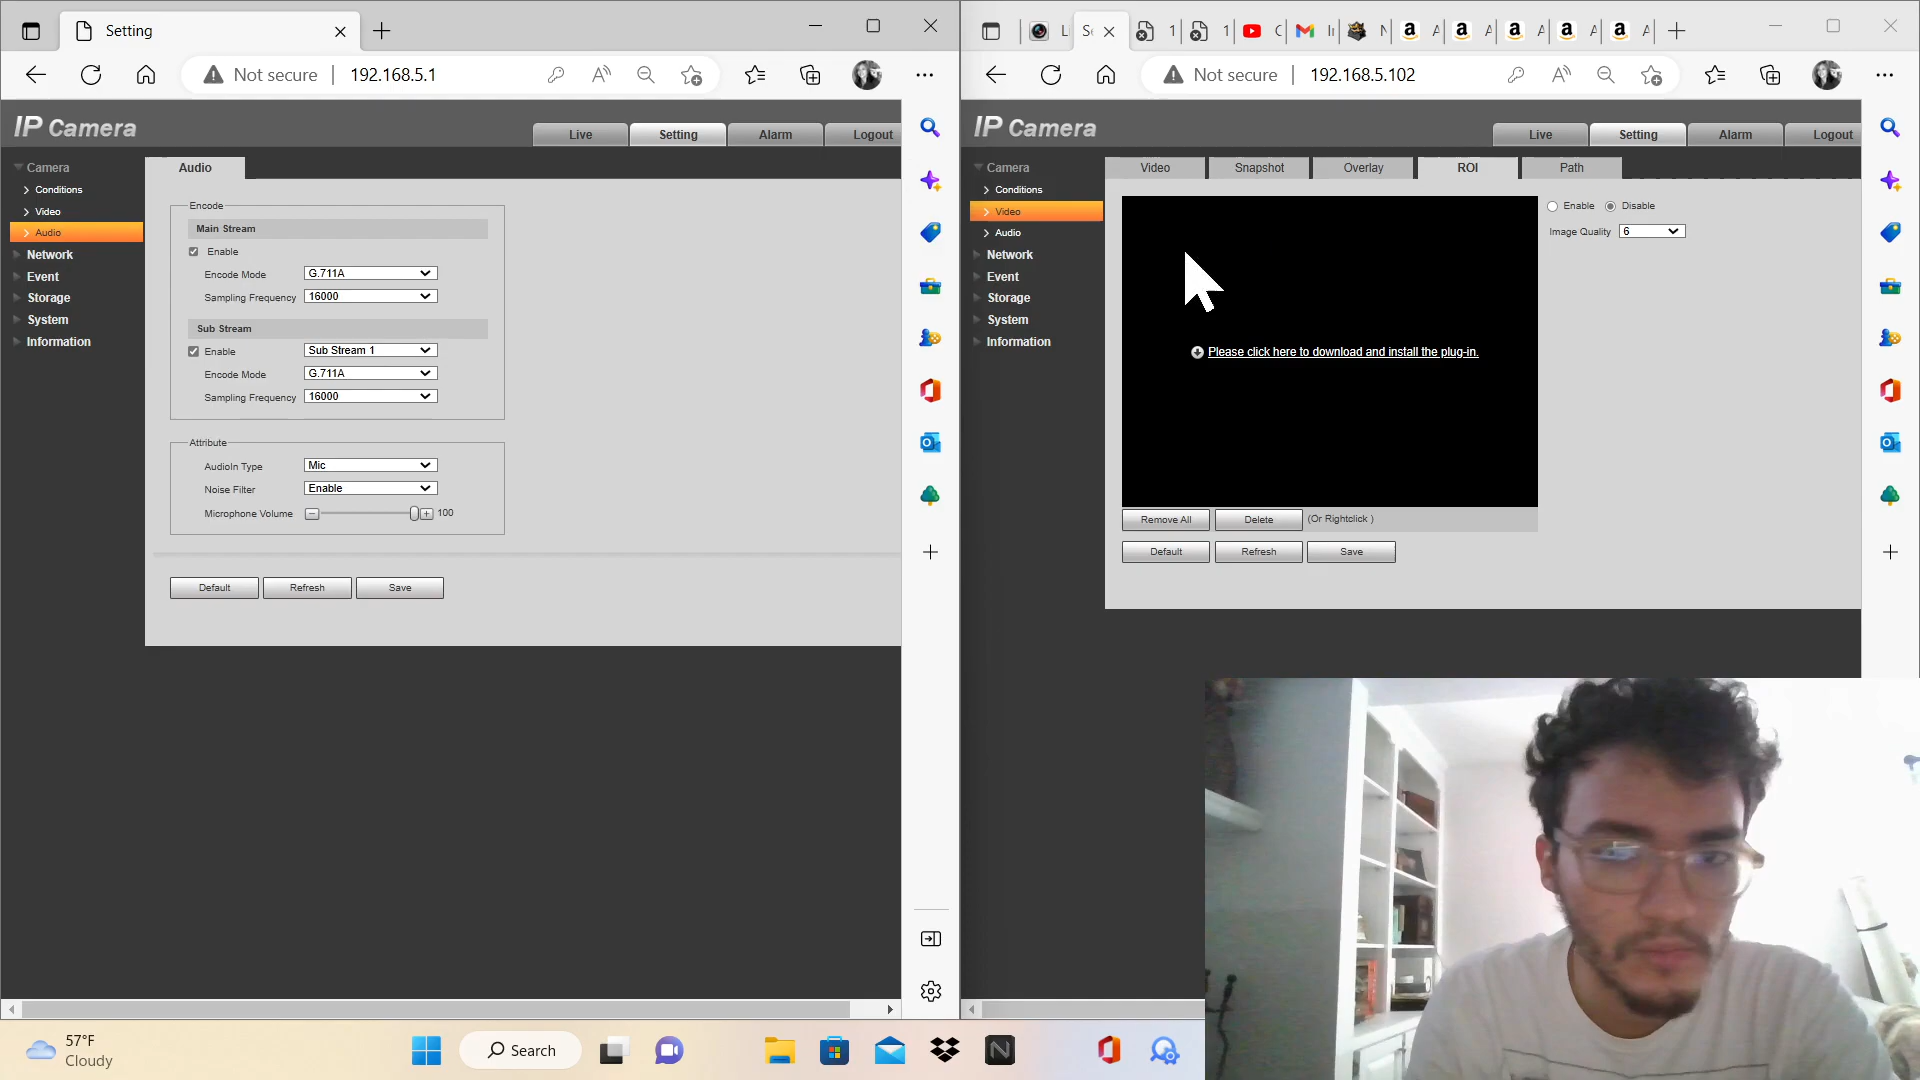 Setting
Not secure
192.168.5.1
IP Camera
Live
Setting
Alarm
Logout
Camera
Conditions
Video
Audio
Network
Event
Storage
System
Information
Audio
Encode
Main Stream
Enable
Encode Mode
G.711A
Sampling Frequency
16000
Sub Stream
Enable
Sub Stream 1
Encode Mode
G.711A
Sampling Frequency
16000
Attribute
AudioIn Type
Mic
Noise Filter
Enable
Microphone Volume
100
Default
Refresh
Save
Not secure
192.168.5.102
IP Camera
Live
Setting
Alarm
Logout
Camera
Conditions
Video
Audio
Network
Event
Storage
System
Information
Video
Snapshot
Overlay
ROI
Path
Enable
Disable
Image Quality
6
Please click here to download and install the plug-in.
Remove All
Delete
(Or Rightclick )
Default
Refresh
Save
57°F
Cloudy
Search